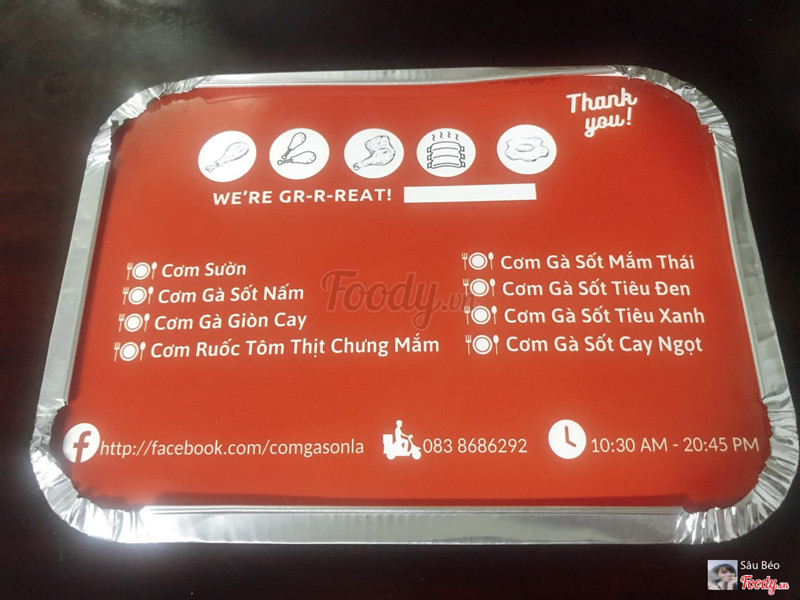 Thank
you!
WE'RE GR-R-REAT!
Cơm Sườn
Cơm Gà Sốt Nấm
Cơm Gà Giòn Cay
Cơm Ruốc Tôm Thịt Chưng Mắm
Cơm Gà Sốt Mắm Thái
Cơm Gà Sốt Tiêu Đen
Cơm Gà Sốt Tiêu Xanh
Cơm Gà Sốt Cay Ngọt
Foody.vn
http://facebook.com/comgasonla
083 8686292
10:30 AM - 20:45 PM
Sâu Béo
Foody.vn